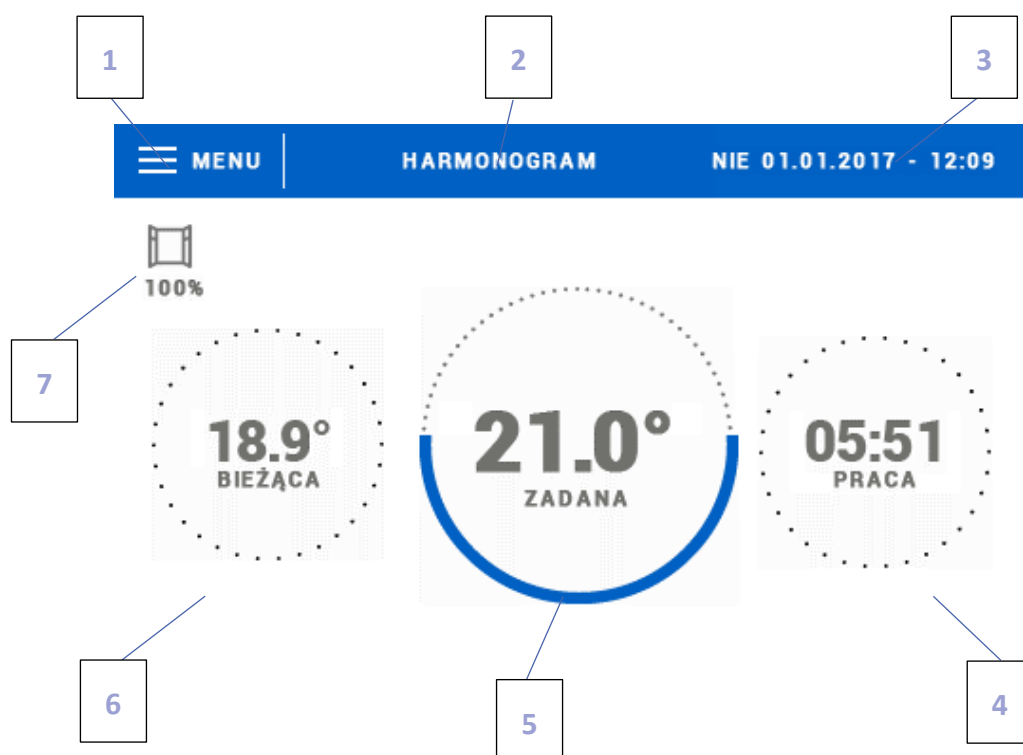 1
2
3
MENU
HARMONOGRAM
NIE 01.01.2017 - 12:09
100%
7
18.9°
BIEŻĄCA
21.0°
ZADANA
05:51
PRACA
6
5
4